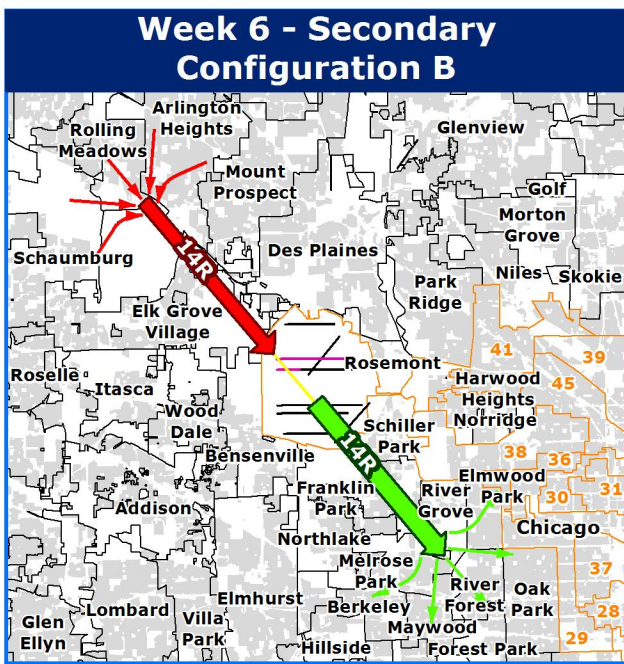 Week 6 - Secondary
Configuration B
Arlington
Heights
Rolling
Meadows
Glenview
Mount
Prospect
Golf
Morton
Grove
Schaumburg
14R
Des Plaines
Niles
Skokie
Park
Ridge
Elk Grove
Village
41
39
Rosemont
Roselle
Itasca
Harwood
Heights
45
Norridge
Wood
Dale
Schiller
Park
14R
38
36
Bensenville
Elmwood
Park
Franklin
Park
River
Grove
30
31
Addison
Chicago
Northlake
Melrose
Park
37
River
Forest
Oak
Park
Elmhurst
Berkeley
28
Lombard
Villa
Park
Glen
Ellyn
Maywood
29
Hillside
Forest Park